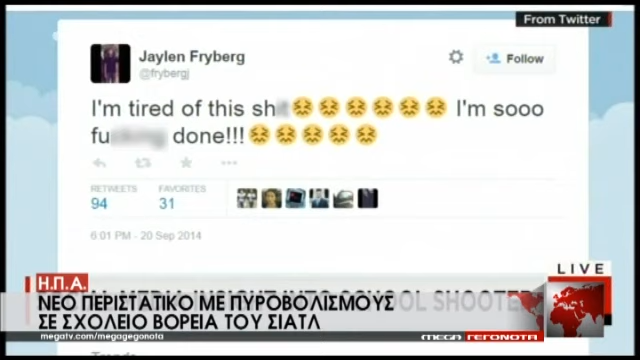 From Twitter
Jaylen Fryberg
@frybergj
Follow
I'm tired of this sh I'm sooo
fu done!!!
RETWEETS FAVORITES
94 31
6:01 PM - 20 Sep 2014
LIVE
Η.Π.Α.
ΝΕΟ ΠΕΡΙΣΤΑΤΙΚΟ ΜΕ ΠΥΡΟΒΟΛΙΣΜΟΥΣ
ΣΕ ΣΧΟΛΕΙΟ ΒΟΡΕΙΑ ΤΟΥ ΣΙΑΤΛ
megatv.com/megagegonota
MEGA ΓΕΓΟΝΟΤΑ